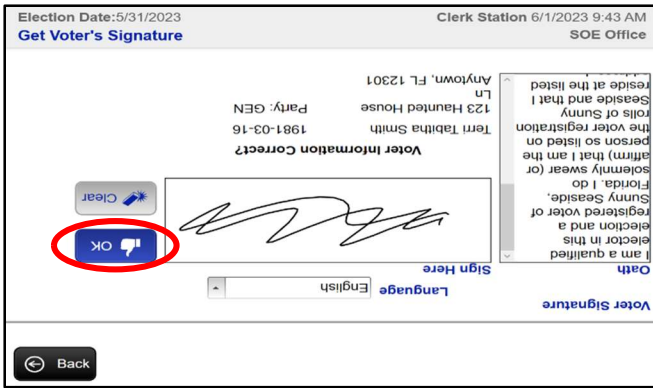 Election Date:5/31/2023
Clerk Station 6/1/2023 9:43 AM
Get Voter's Signature
SOE Office
Voter Signature
Language
English
Oath
I am a qualified
elector in this
election and a
registered voter of
Sunny Seaside,
Florida. I do
solemnly swear (or
affirm) that I am the
person so listed on
the voter registration
rolls of Sunny
Seaside and that I
reside at the listed
Sign Here
OK
Clear
Voter Information Correct?
Terri Tabitha Smith
1981-03-16
123 Haunted House
Ln
Party: GEN
Anytown, FL 12301
Back